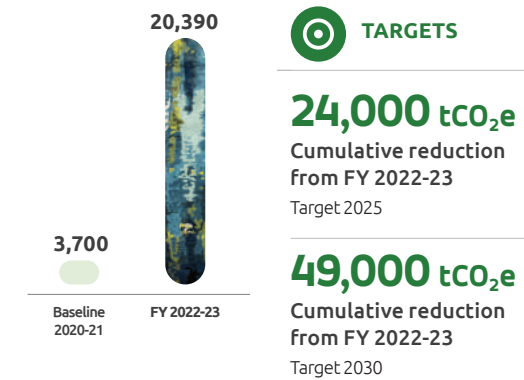 20,390
3,700
Baseline
2020-21
FY 2022-23
TARGETS
24,000 tCO₂e
Cumulative reduction
from FY 2022-23
Target 2025
49,000 tCO₂e
Cumulative reduction
from FY 2022-23
Target 2030